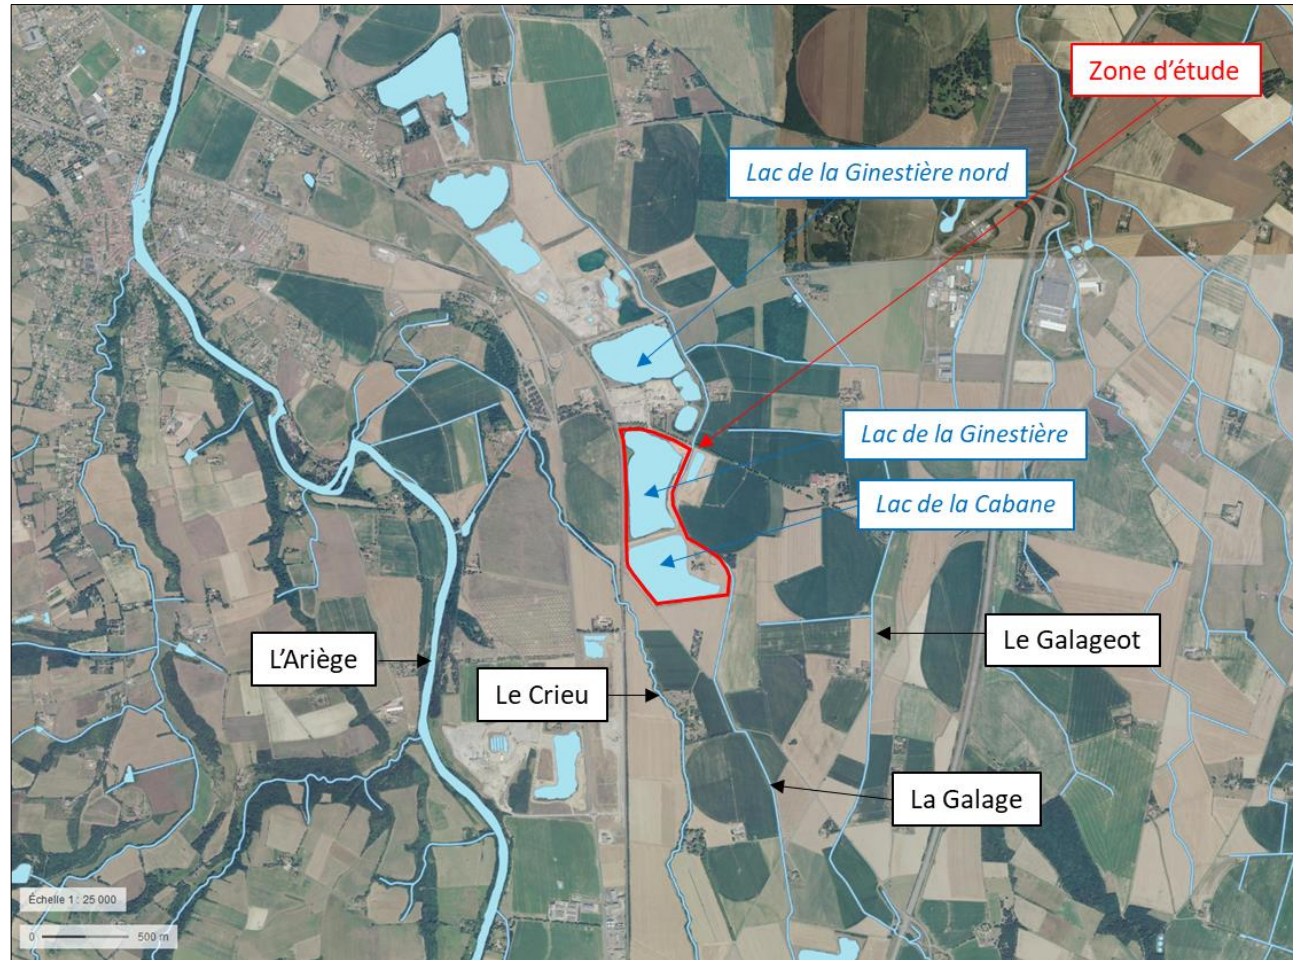 Zone d'étude
Lac de la Ginestière nord
Lac de la Ginestière
Lac de la Cabane
Le Galageot
L'Ariège
Le Crieu
La Galage
Échelle 1 : 25 000
0 500 m